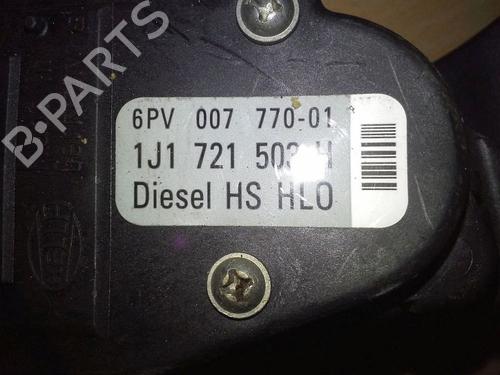 B-PARTS
6PV 007 770-01
1J1 721 503 H
Diesel HS HLO